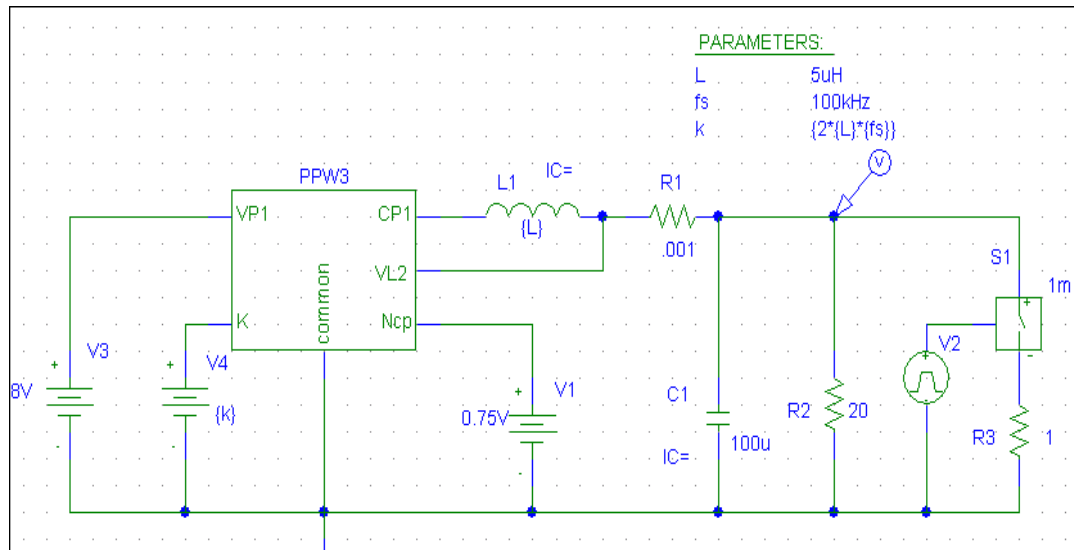 PARAMETERS:
L 5uH
fs 100kHz
k {2*{L}*{fs}}
V
PPW3
L1
IC=
R1
VP1
CP1
{L}
.001
VL2
S1
1m
common
K
Ncp
V3
V4
V2
8V
{k}
V1
0.75V
C1
R2 20
R3 1
IC=
100u